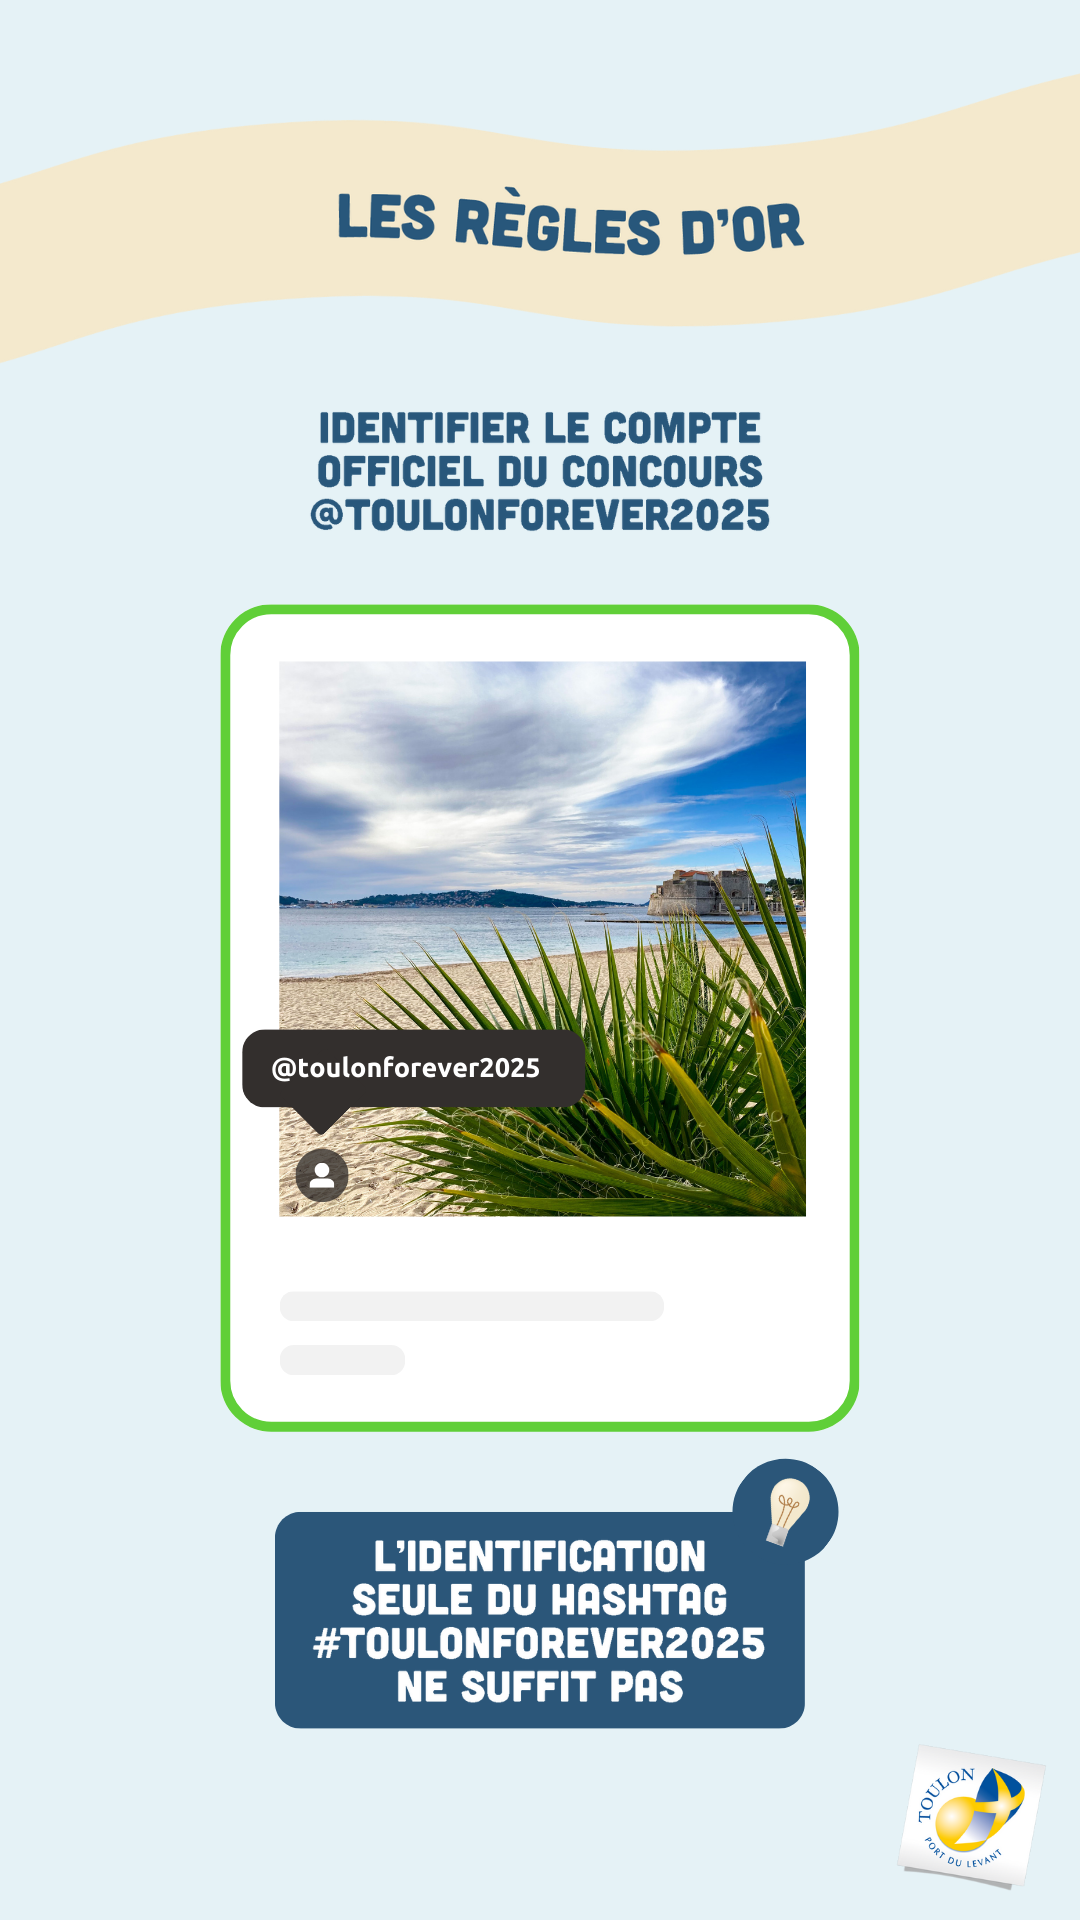 LES RÈGLES D'OR
IDENTIFIER LE COMPTE
OFFICIEL DU CONCOURS
@TOULONFOREVER2025
@toulonforever2025
L'IDENTIFICATION
SEULE DU HASHTAG
#TOULONFOREVER2025
NE SUFFIT PAS
TOULON
PORT DU LEVANT